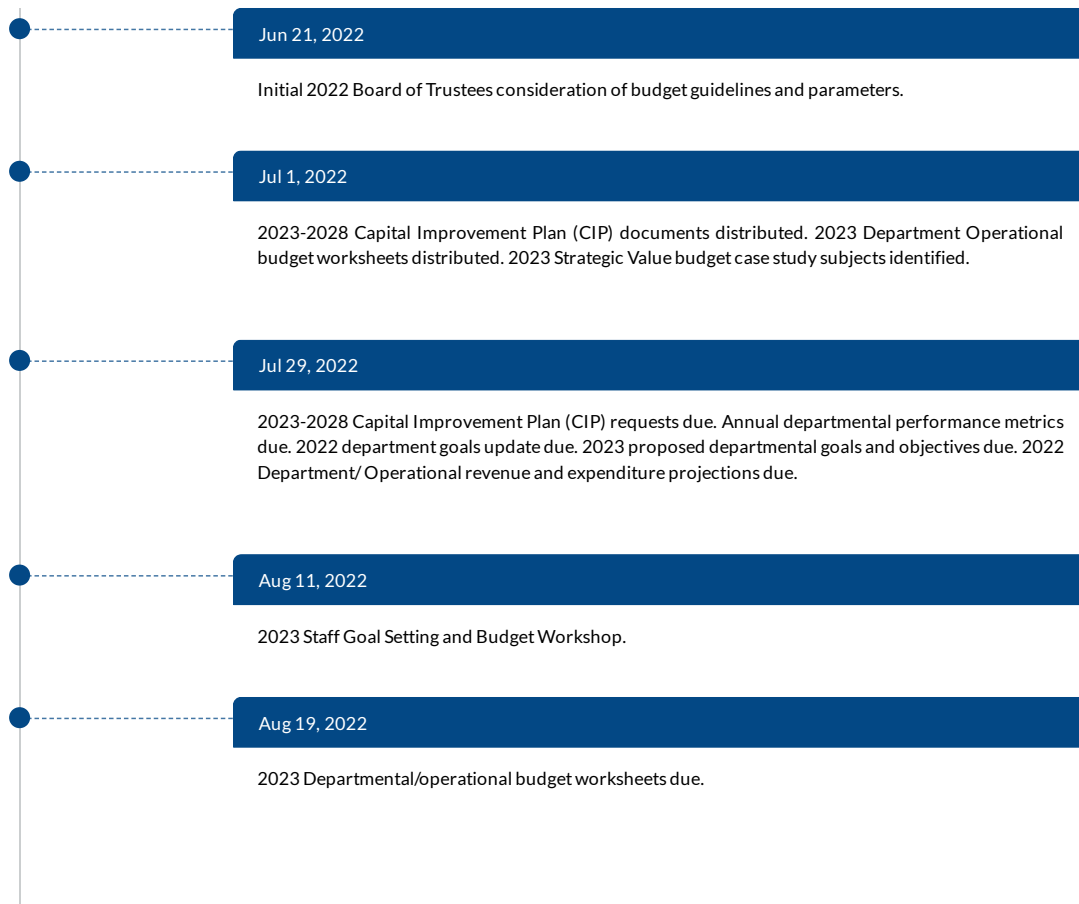 Jun 21, 2022
Initial 2022 Board of Trustees consideration of budget guidelines and parameters.
Jul 1, 2022
2023-2028 Capital Improvement Plan (CIP) documents distributed. 2023 Department Operational
budget worksheets distributed. 2023 Strategic Value budget case study subjects identified.
Jul 29, 2022
2023-2028 Capital Improvement Plan (CIP) requests due. Annual departmental performance metrics
due. 2022 department goals update due. 2023 proposed departmental goals and objectives due. 2022
Department/ Operational revenue and expenditure projections due.
Aug 11, 2022
2023 Staff Goal Setting and Budget Workshop.
Aug 19, 2022
2023 Departmental/operational budget worksheets due.